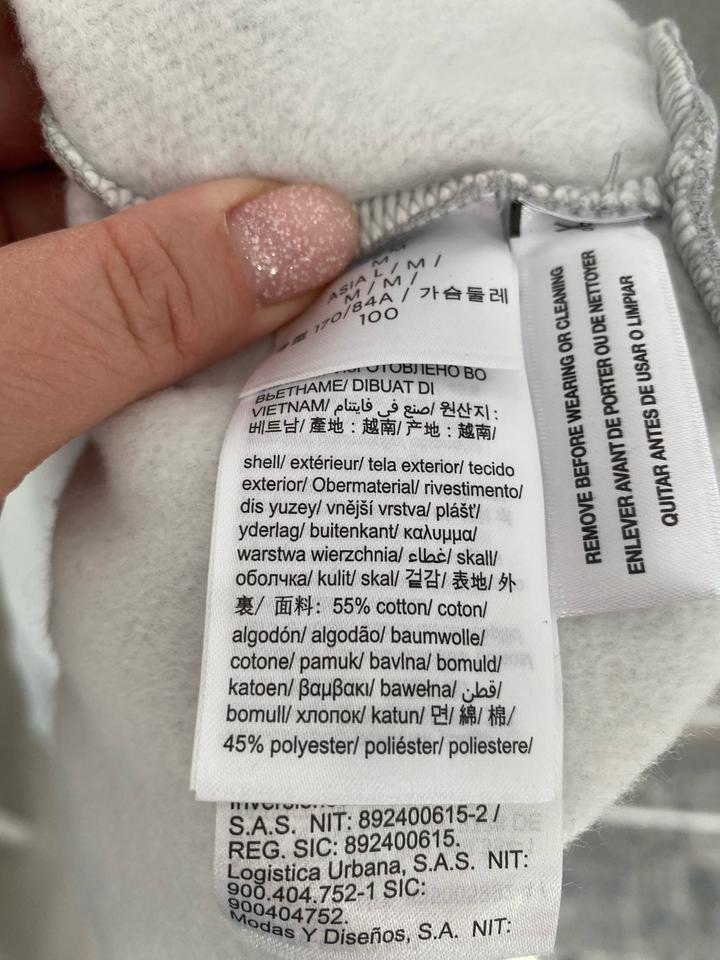 M
ASIA L / M /
M / M /
170/84A / 가슴둘레
100
ИЗГОТОВЛЕНО ВО
ВЬЕТНАМЕ/ DIBUAT DI
VIETNAM/ صنع في فايتنام/ 원산지 :
베트남/ 產地 : 越南/ 产地 : 越南/
shell/ extérieur/ tela exterior/ tecido
exterior/ Obermaterial/ rivestimento/
dis yuzey/ vnější vrstva/ plášť/
yderlag/ buitenkant/ καλυμμα/
warstwa wierzchnia/ غطاء/ skall/
оболчка/ kulit/ skal/ 겉감/ 表地/ 外
裏/ 面料: 55% cotton/ coton/
algodón/ algodão/ baumwolle/
cotone/ pamuk/ bavlna/ bomuld/
katoen/ βαμβακι/ bawełna/ قطن/
bomull/ хлопок/ katun/ 면/ 綿/ 棉/
45% polyester/ poliéster/ poliestere/
S.A.S. NIT: 892400615-2 /
REG. SIC: 892400615.
Logistica Urbana, S.A.S. NIT:
900.404.752-1 SIC:
900404752.
Modas Y Diseños, S.A. NIT:
REMOVE BEFORE WEARING OR CLEANING
ENLEVER AVANT DE PORTER OU DE NETTOYER
QUITAR ANTES DE USAR O LIMPIAR